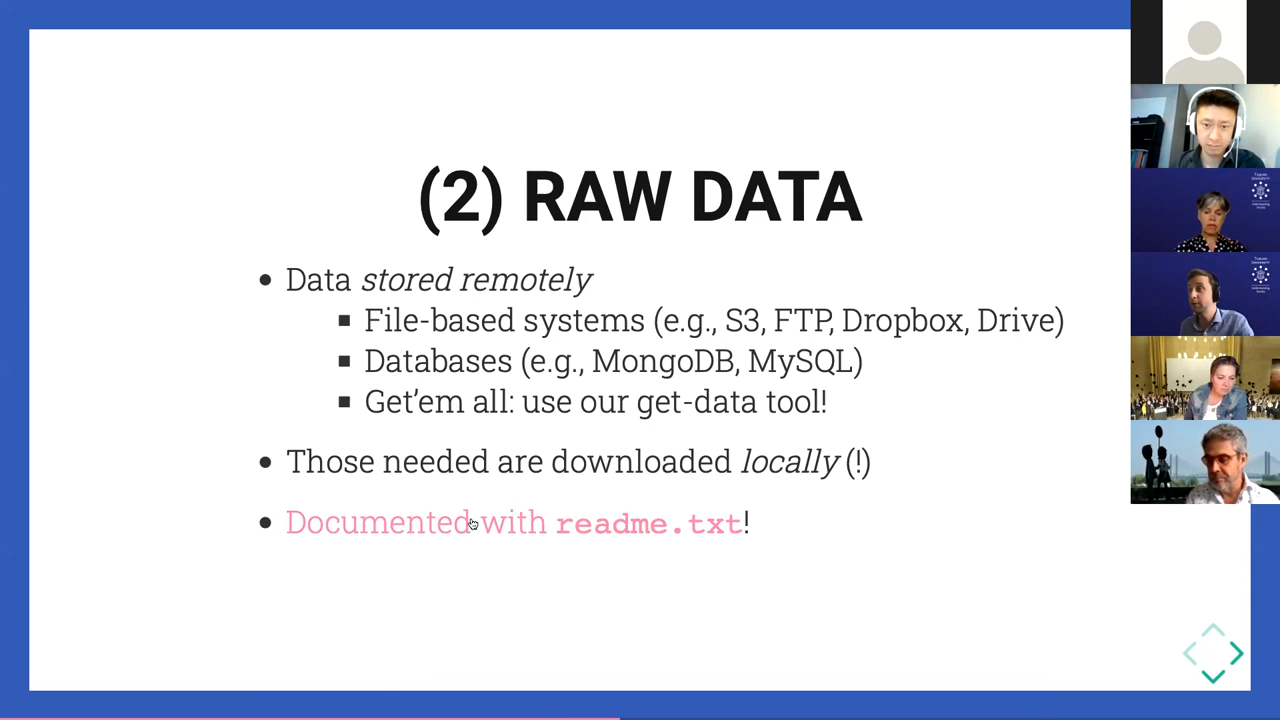 (2) RAW DATA
• Data stored remotely
▪ File-based systems (e.g., S3, FTP, Dropbox, Drive)
▪ Databases (e.g., MongoDB, MySQL)
▪ Get'em all: use our get-data tool!
• Those needed are downloaded locally (!)
• Documented with readme.txt!